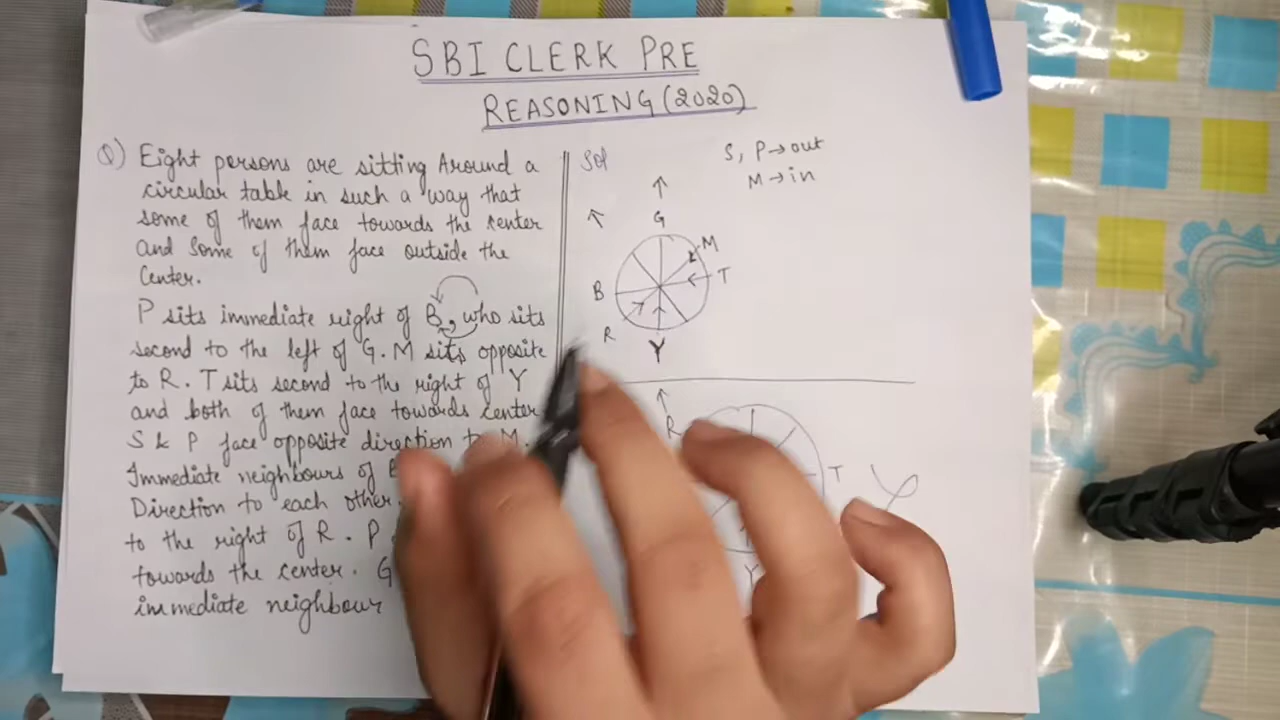 SBI CLERK PRE
REASONING (2020)
Q) Eight persons are sitting Around a
circular table in such a way that
some of them face towards the center
and some of them face outside the
Center.
P sits immediate right of B, who sits
second to the left of G. M sits opposite
to R. T sits second to the right of Y
and both of them face towards center
S & P face opposite direction to M.
Immediate neighbours of
Direction to each other.
to the right of R. P
towards the center. G
immediate neighbour
Sol
S, P→out
M→in
G
M
T
B
R
Y
R
T
Y